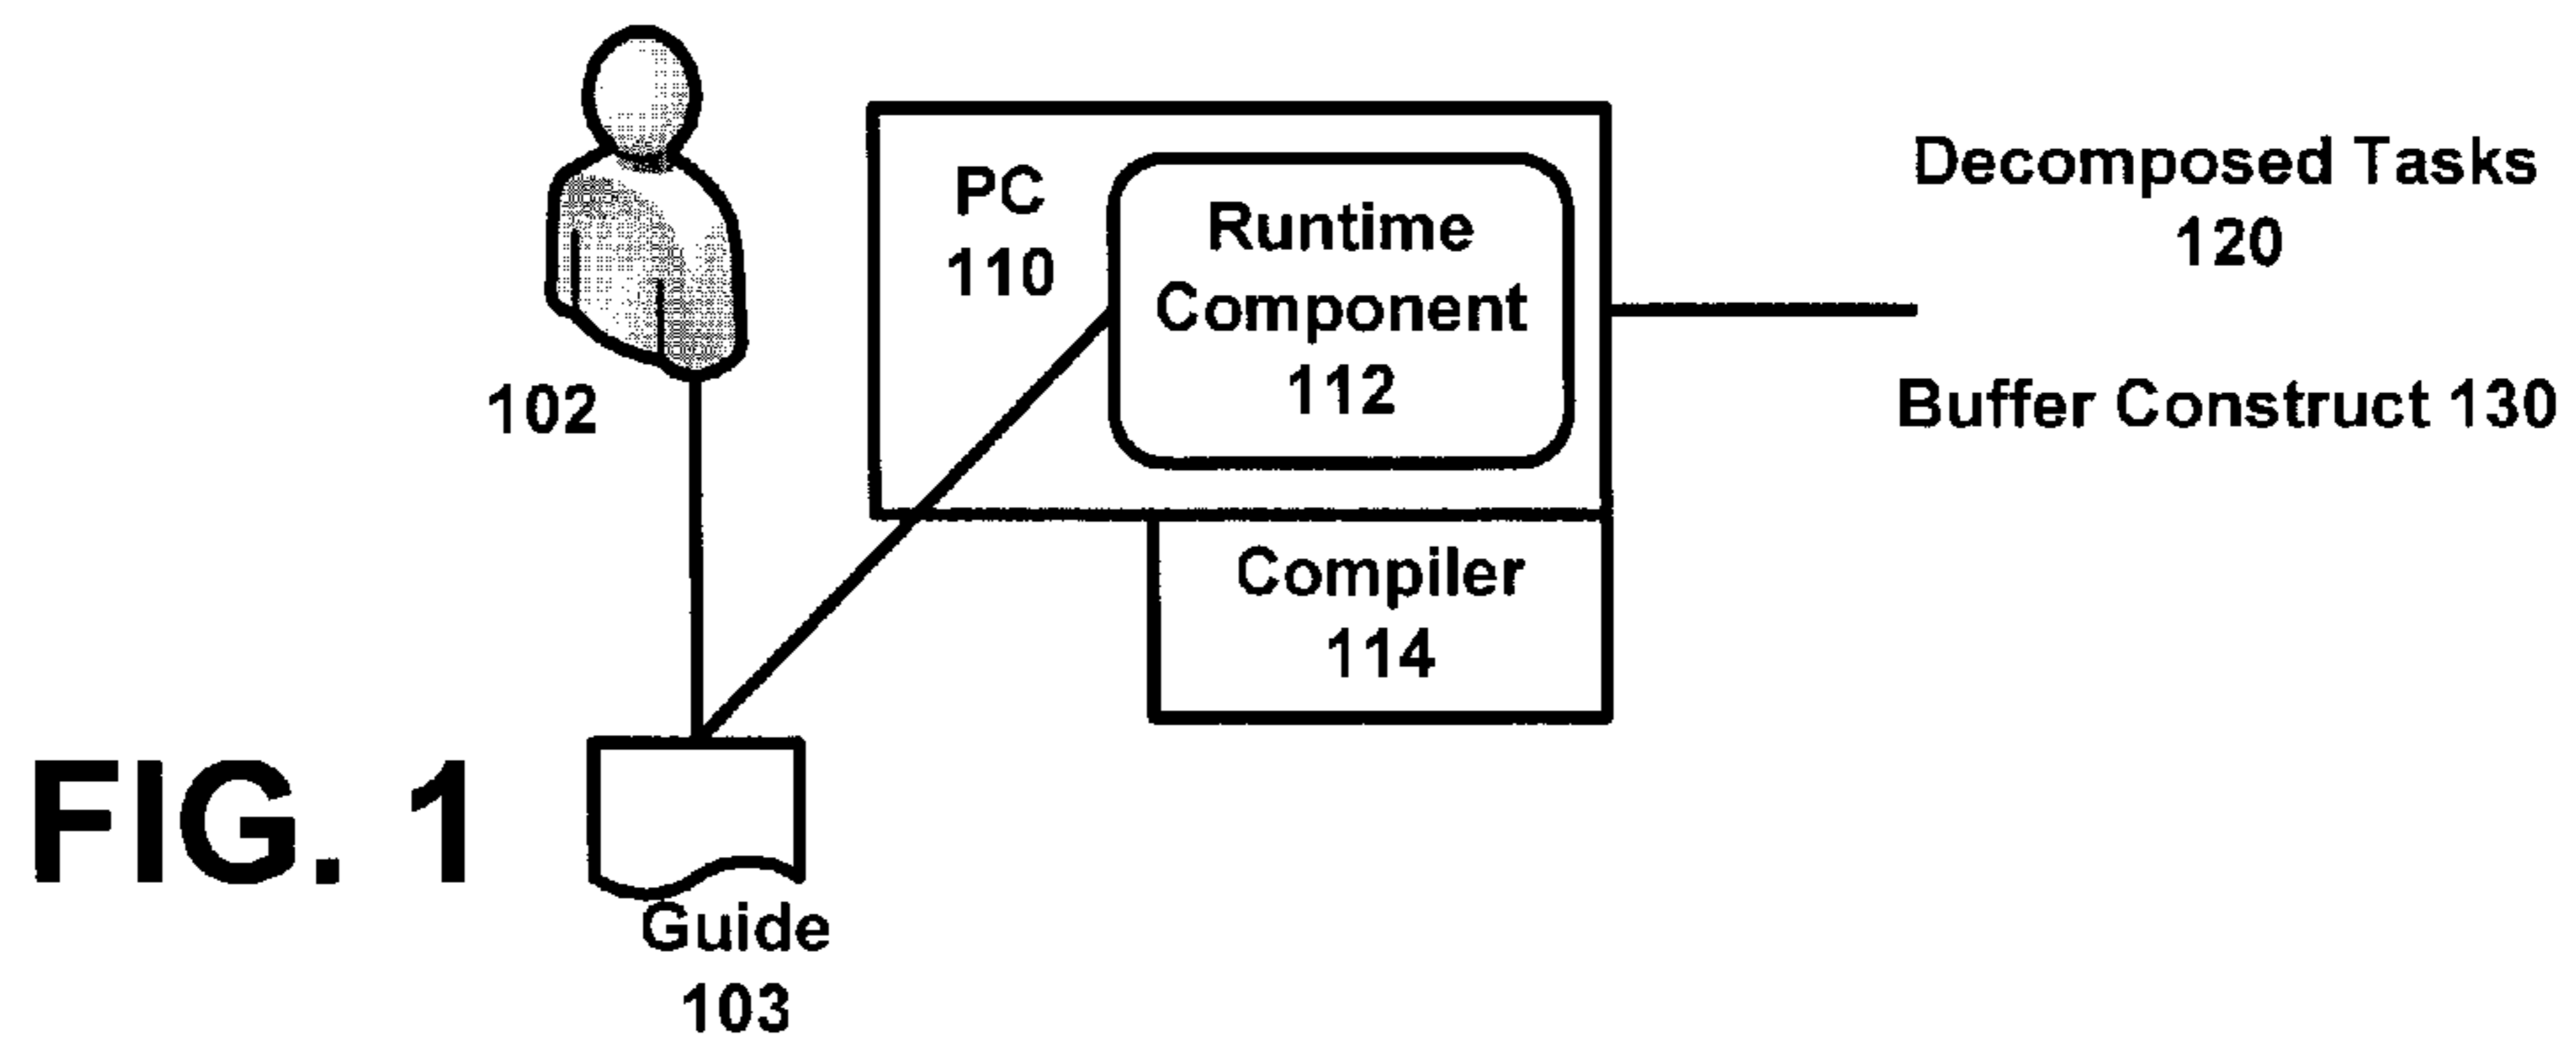 PC
110
Runtime
Component
112
Decomposed Tasks
120
Buffer Construct 130
102
Compiler
114
FIG. 1
Guide
103